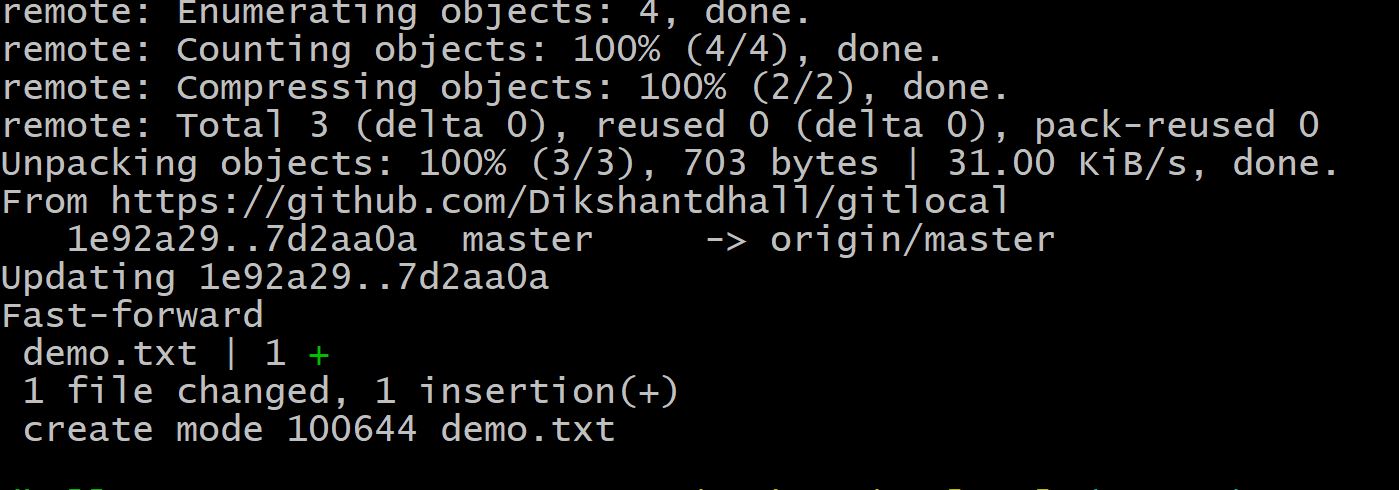 remote: Enumerating objects: 4, done.
remote: Counting objects: 100% (4/4), done.
remote: Compressing objects: 100% (2/2), done.
remote: Total 3 (delta 0), reused 0 (delta 0), pack-reused 0
Unpacking objects: 100% (3/3), 703 bytes | 31.00 KiB/s, done.
From https://github.com/Dikshantdhall/gitlocal
   1e92a29..7d2aa0a  master     -> origin/master
Updating 1e92a29..7d2aa0a
Fast-forward
 demo.txt | 1 +
 1 file changed, 1 insertion(+)
 create mode 100644 demo.txt